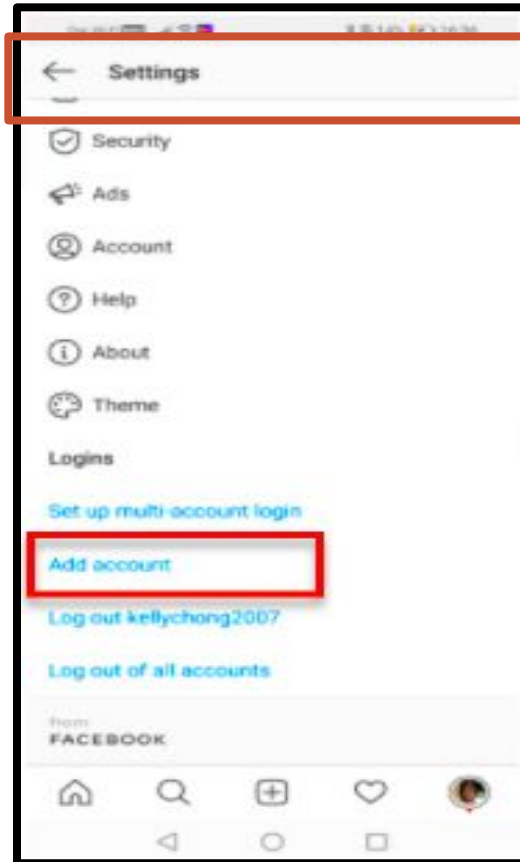 Settings
Security
Ads
Account
Help
About
Theme
Logins
Set up multi-account login
Add account
Log out kellychong2007
Log out of all accounts
from
FACEBOOK